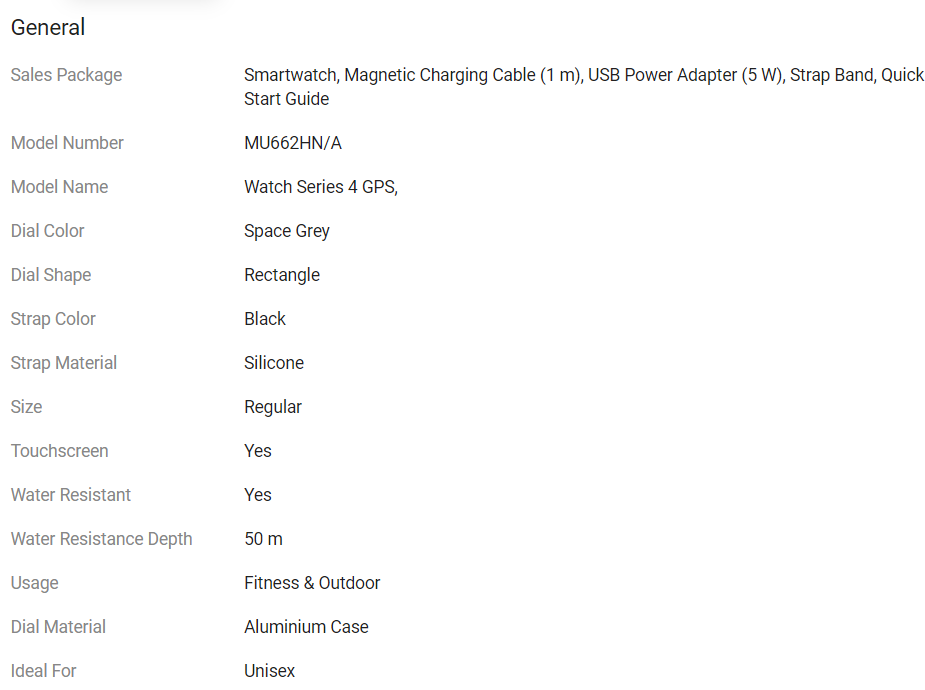 General
Sales Package Smartwatch, Magnetic Charging Cable (1 m), USB Power Adapter (5 W), Strap Band, Quick
Start Guide
Model Number MU662HN/A
Model Name Watch Series 4 GPS,
Dial Color Space Grey
Dial Shape Rectangle
Strap Color Black
Strap Material Silicone
Size Regular
Touchscreen Yes
Water Resistant Yes
Water Resistance Depth 50 m
Usage Fitness & Outdoor
Dial Material Aluminium Case
Ideal For Unisex